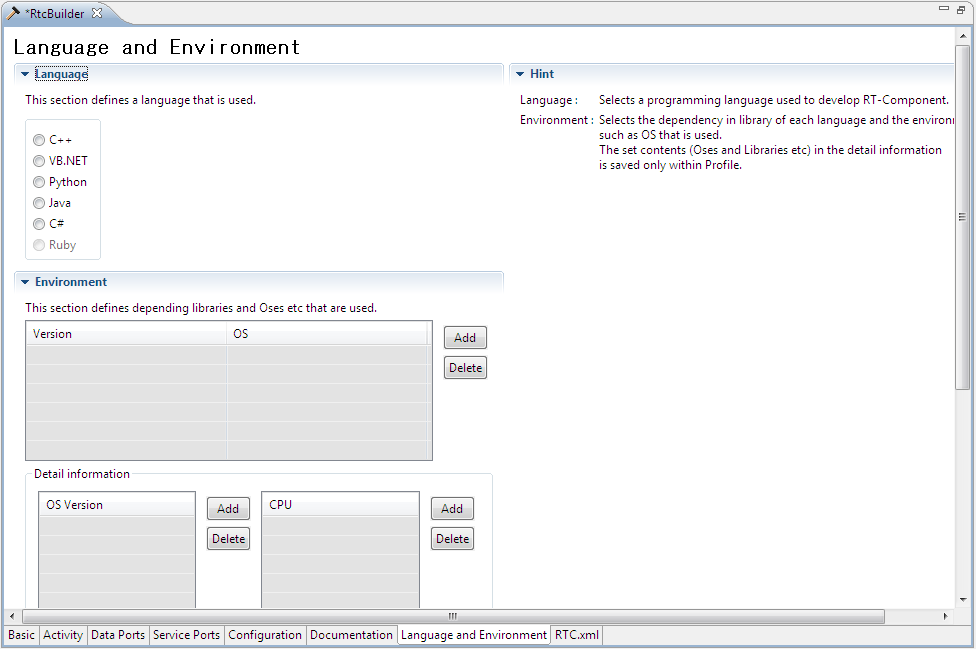 *RtcBuilder
Language and Environment
Language
This section defines a language that is used.
C++
VB.NET
Python
Java
C#
Ruby
Hint
Language : Selects a programming language used to develop RT-Component.
Environment : Selects the dependency in library of each language and the environ
such as OS that is used.
The set contents (Oses and Libraries etc) in the detail information
is saved only within Profile.
Environment
This section defines depending libraries and Oses etc that are used.
Version OS
Add
Delete
Detail information
OS Version
Add
Delete
CPU
Add
Delete
Basic Activity Data Ports Service Ports Configuration Documentation Language and Environment RTC.xml